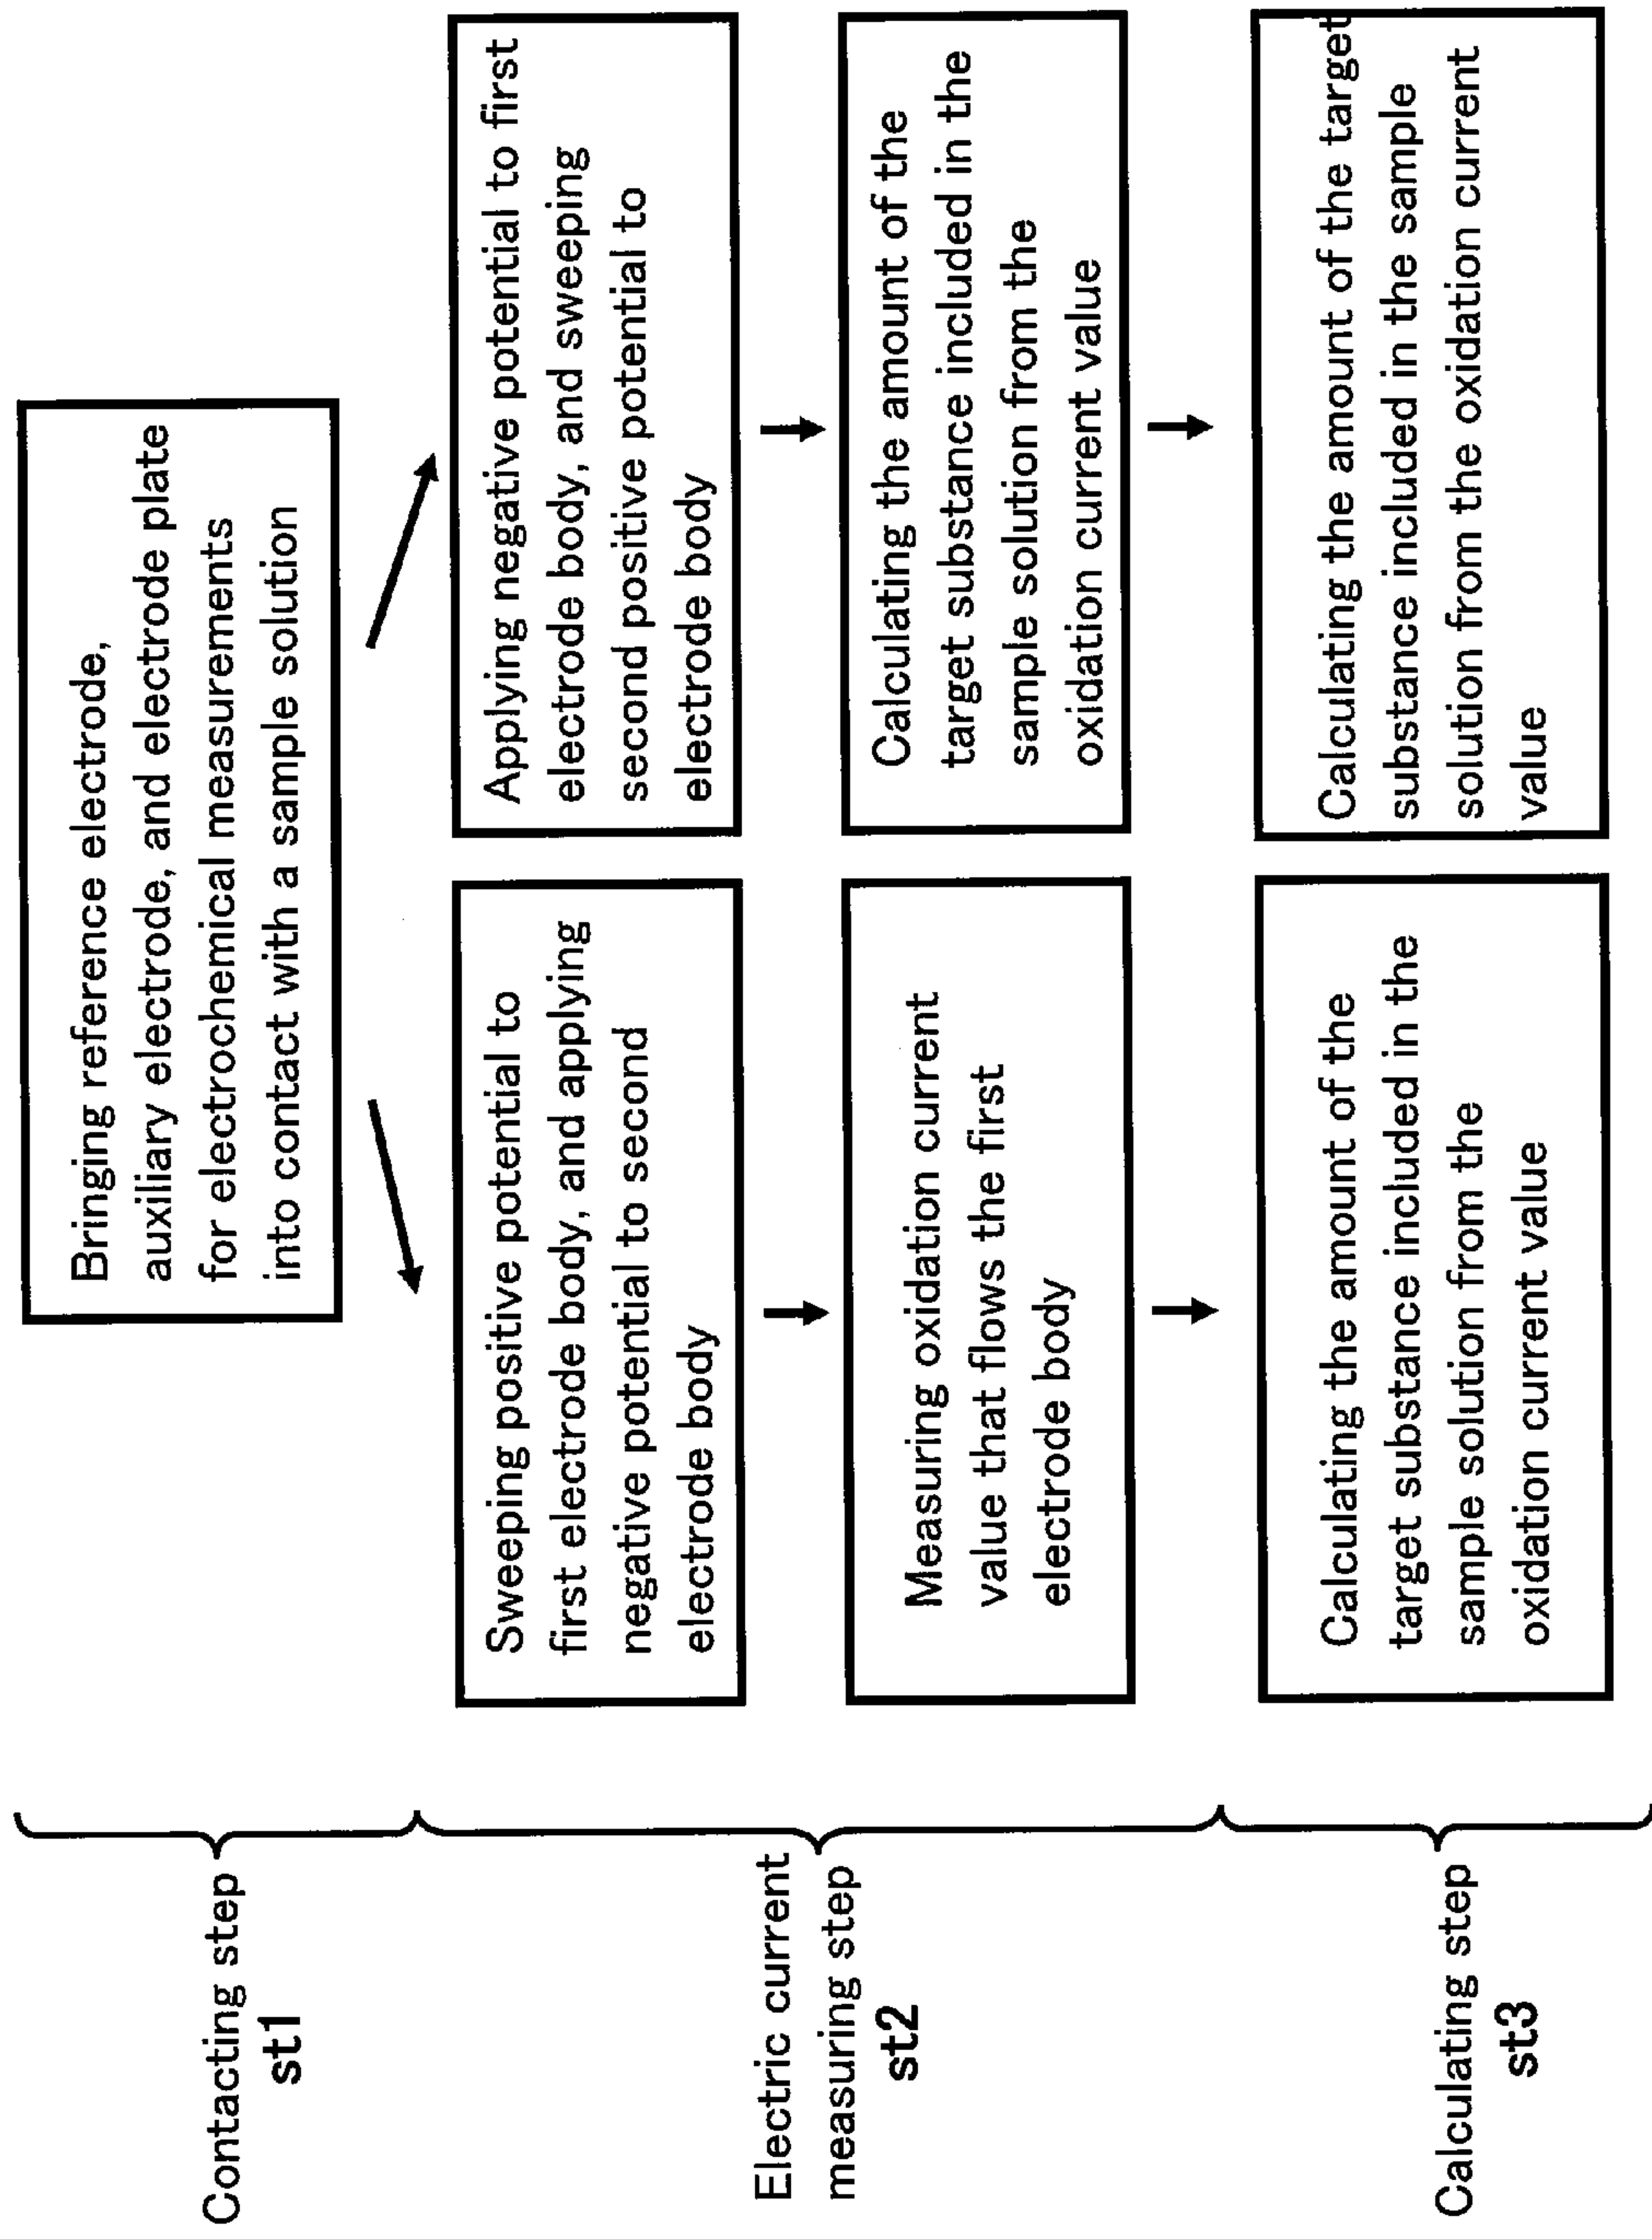 Contacting step
st1
Bringing reference electrode,
auxiliary electrode, and electrode plate
for electrochemical measurements
into contact with a sample solution
Electric current
measuring step
st2
Sweeping positive potential to
first electrode body, and applying
negative potential to second
electrode body
Applying negative potential to first
electrode body, and sweeping
second positive potential to
electrode body
Measuring oxidation current
value that flows the first
electrode body
Calculating the amount of the
target substance included in the
sample solution from the
oxidation current value
Calculating step
st3
Calculating the amount of the
target substance included in the
sample solution from the
oxidation current value
Calculating the amount of the target
substance included in the sample
solution from the oxidation current
value